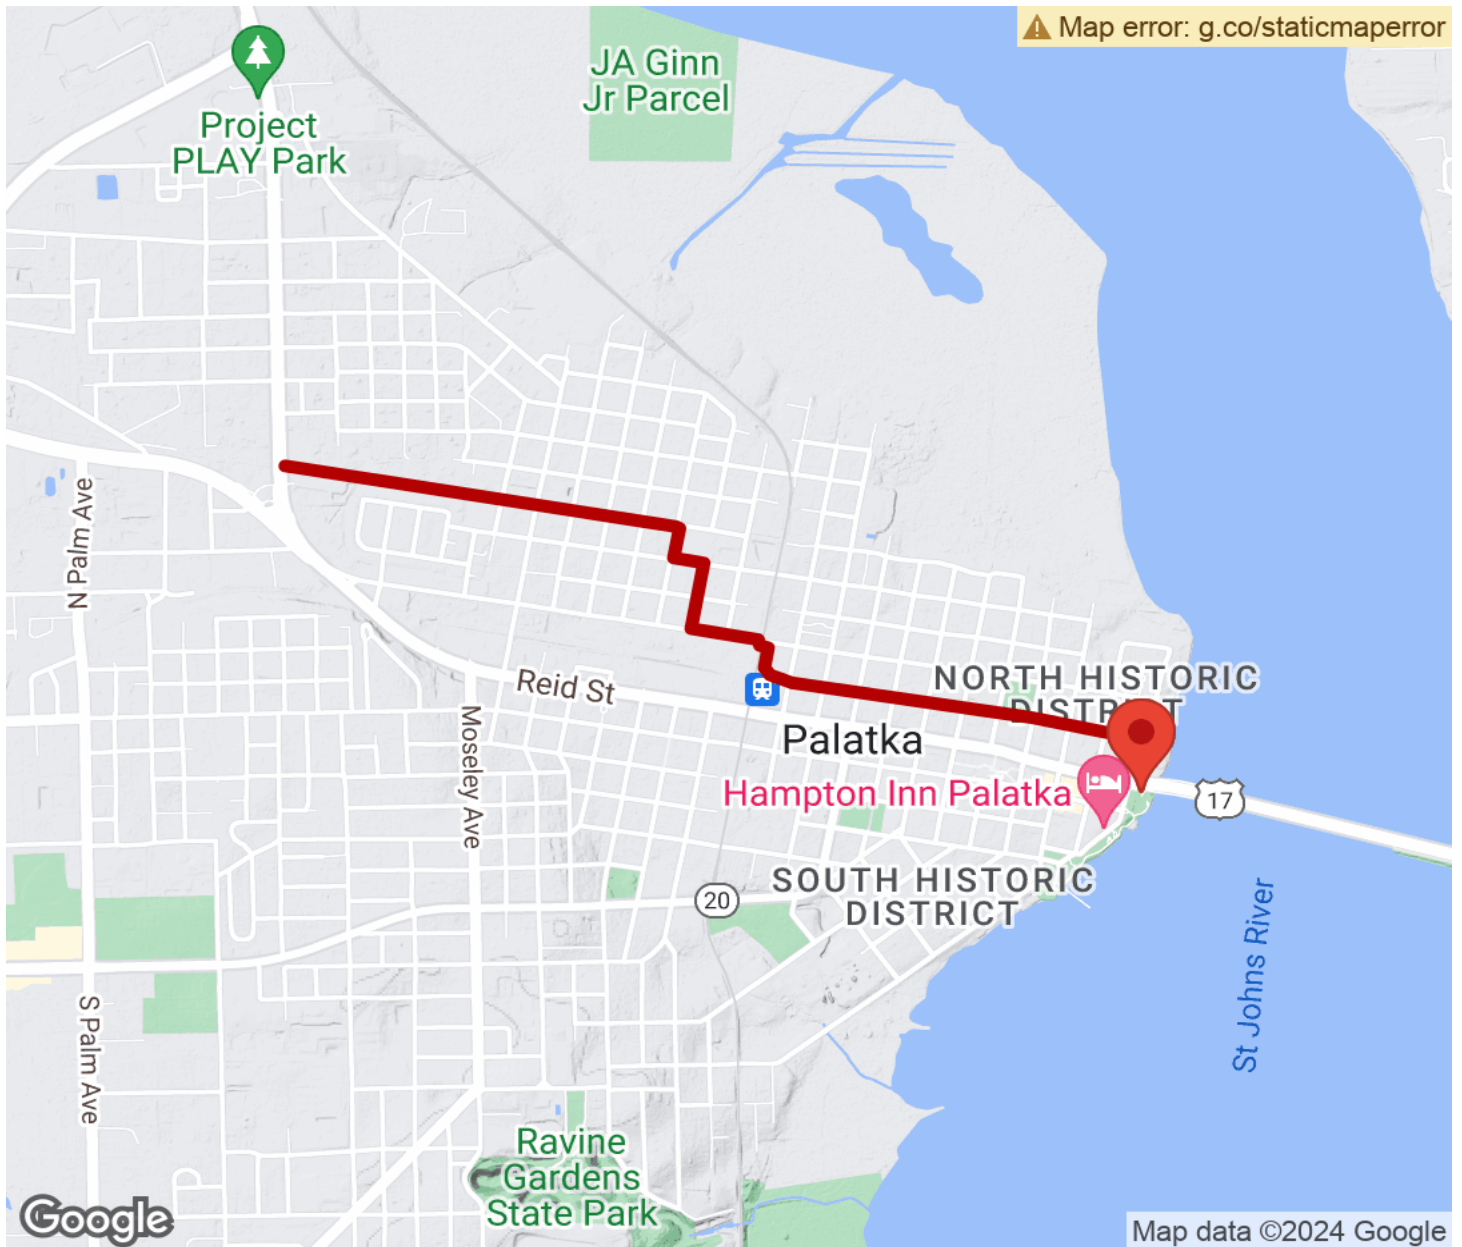 Map error: g.co/staticmaperror
JA Ginn
Jr Parcel
Project
PLAY Park
N Palm Ave
Reid St
NORTH HISTORIC
DISTRICT
Moseley Ave
Palatka
Hampton Inn Palatka
17
SOUTH HISTORIC
DISTRICT
20
St Johns River
S Palm Ave
Ravine
Gardens
State Park
Google
Map data ©2024 Google